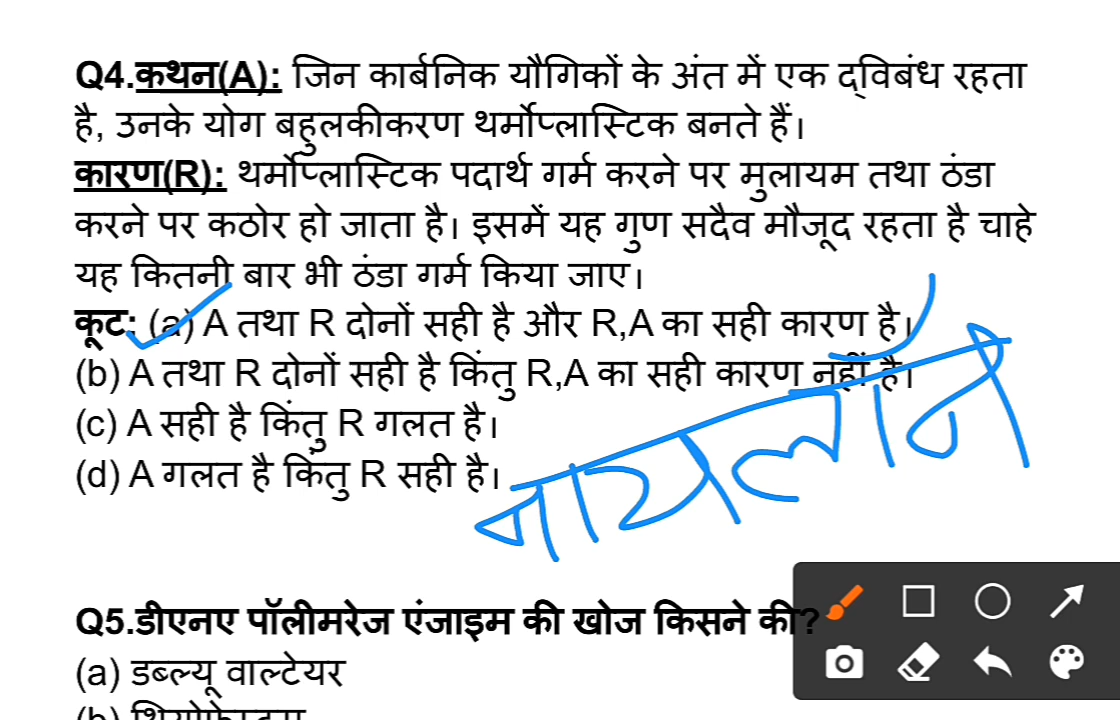 Q4.कथन(A): जिन कार्बनिक यौगिकों के अंत में एक द्विबंध रहता
है, उनके योग बहुलकीकरण थर्मोप्लास्टिक बनते हैं।
कारण(R): थर्मोप्लास्टिक पदार्थ गर्म करने पर मुलायम तथा ठंडा
करने पर कठोर हो जाता है। इसमें यह गुण सदैव मौजूद रहता है चाहे
यह कितनी बार भी ठंडा गर्म किया जाए।
कूट: (a) A तथा R दोनों सही है और R,A का सही कारण है।
(b) A तथा R दोनों सही है किंतु R,A का सही कारण नहीं है।
(c) A सही है किंतु R गलत है।
(d) A गलत है किंतु R सही है।
नायलॉन
Q5.डीएनए पॉलीमरेज एंजाइम की खोज किसने की?
(a) डब्ल्यू वाल्टेयर
(b)